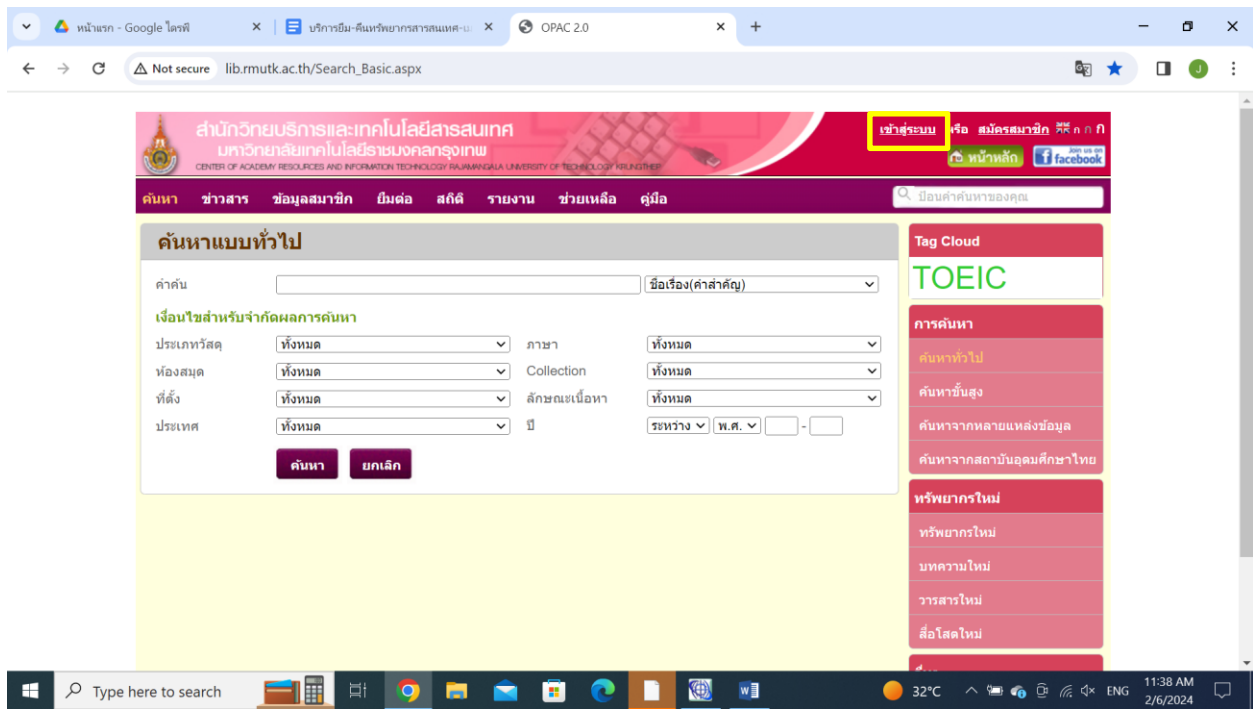 หน้าแรก - Google ไดรฟ์
บริการยืม-คืนทรัพยากรสารสนเทศ-
OPAC 2.0
Not secure lib.rmutk.ac.th/Search_Basic.aspx
J
สำนักวิทยบริการและเทคโนโลยีสารสนเทศ
มหาวิทยาลัยเทคโนโลยีราชมงคลกรุงเทพ
CENTER OF ACADEMY RESOURCES AND INFORMATION TECHNOLOGY RAJAMANGALA UNIVERSITY OF TECHNOLOGY KRUNGTHEP
เข้าสู่ระบบ หรือ สมัครสมาชิก ก ก ก
หน้าหลัก Join us on facebook
ค้นหา ข่าวสาร ข้อมูลสมาชิก ยืมต่อ สถิติ รายงาน ช่วยเหลือ คู่มือ ป้อนคำค้นหาของคุณ
ค้นหาแบบทั่วไป
คำค้น ชื่อเรื่อง(คำสำคัญ)
เงื่อนไขสำหรับจำกัดผลการค้นหา
ประเภทวัสดุ ทั้งหมด ภาษา ทั้งหมด
ห้องสมุด ทั้งหมด Collection ทั้งหมด
ที่ตั้ง ทั้งหมด ลักษณะเนื้อหา ทั้งหมด
ประเทศ ทั้งหมด ปี ระหว่าง พ.ศ. -
ค้นหา ยกเลิก
Tag Cloud
TOEIC
การค้นหา
ค้นหาทั่วไป
ค้นหาขั้นสูง
ค้นหาจากหลายแหล่งข้อมูล
ค้นหาจากสถาบันอุดมศึกษาไทย
ทรัพยากรใหม่
ทรัพยากรใหม่
บทความใหม่
วารสารใหม่
สื่อโสตใหม่
Type here to search
32°C ENG 11:38 AM
2/6/2024